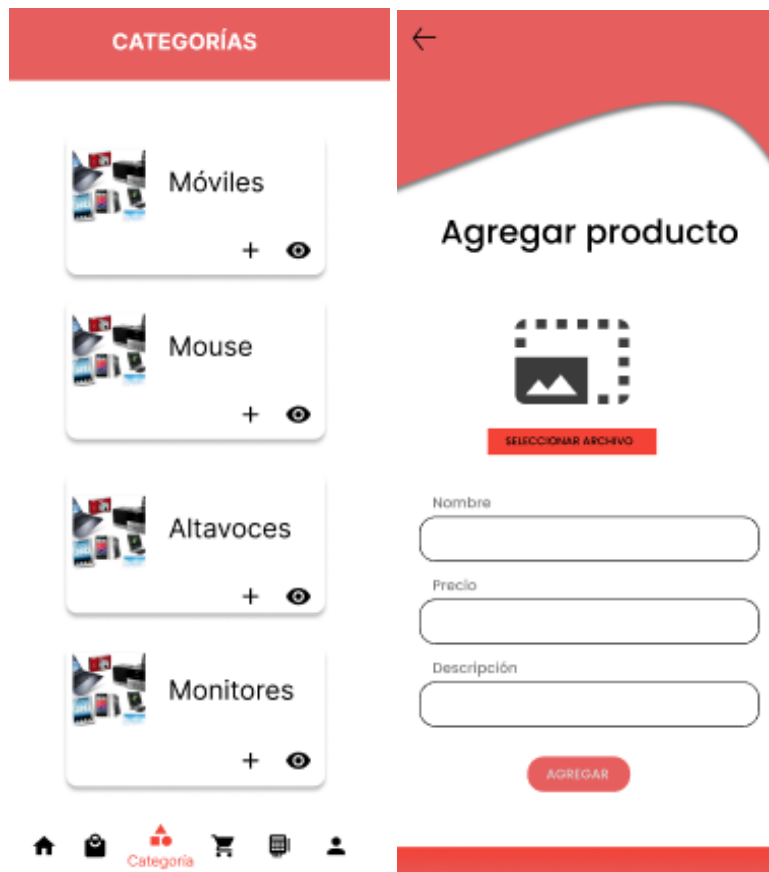 CATEGORÍAS
Móviles
Mouse
Altavoces
Monitores
Categoría
Agregar producto
SELECCIONAR ARCHIVO
Nombre
Precio
Descripción
AGREGAR